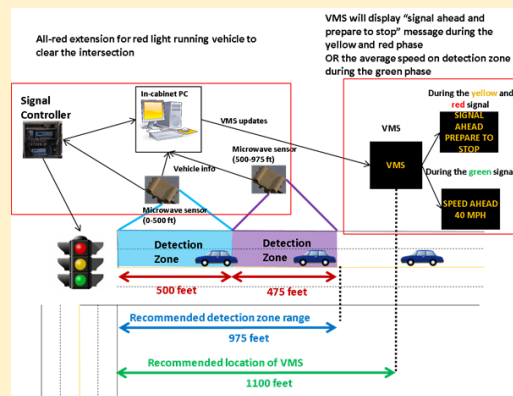 All-red extension for red light running vehicle to
clear the intersection
VMS will display “signal ahead and
prepare to stop” message during the
yellow and red phase
OR the average speed on detection zone
during the green phase
Signal
Controller
In-cabinet PC
VMS updates
Microwave sensor
(500-975 ft)
Vehicle info
Microwave sensor
(0-500 ft)
During the yellow and
red signal
VMS
VMS
SIGNAL
AHEAD
PREPARE TO
STOP
During the green signal
SPEED AHEAD
40 MPH
Detection
Zone
Detection
Zone
500 feet
475 feet
Recommended detection zone range
975 feet
Recommended location of VMS
1100 feet